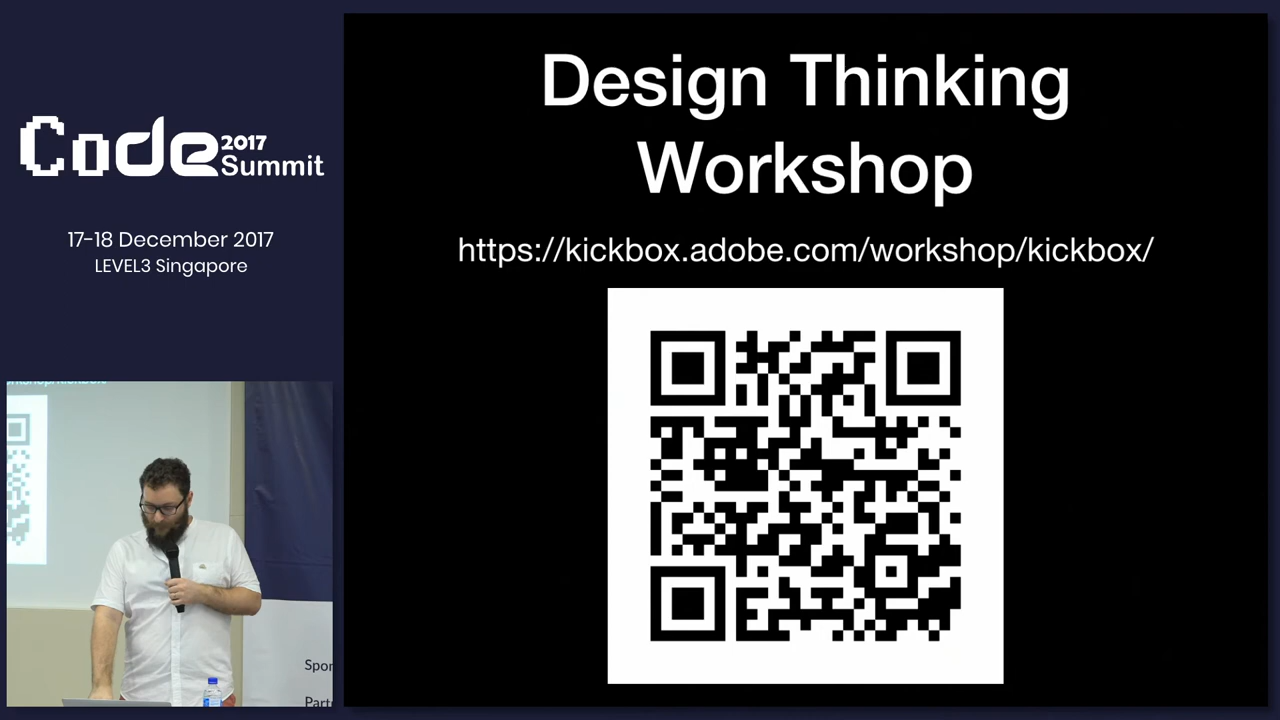 Code 2017 Summit
17-18 December 2017
LEVEL3 Singapore
Design Thinking
Workshop
https://kickbox.adobe.com/workshop/kickbox/